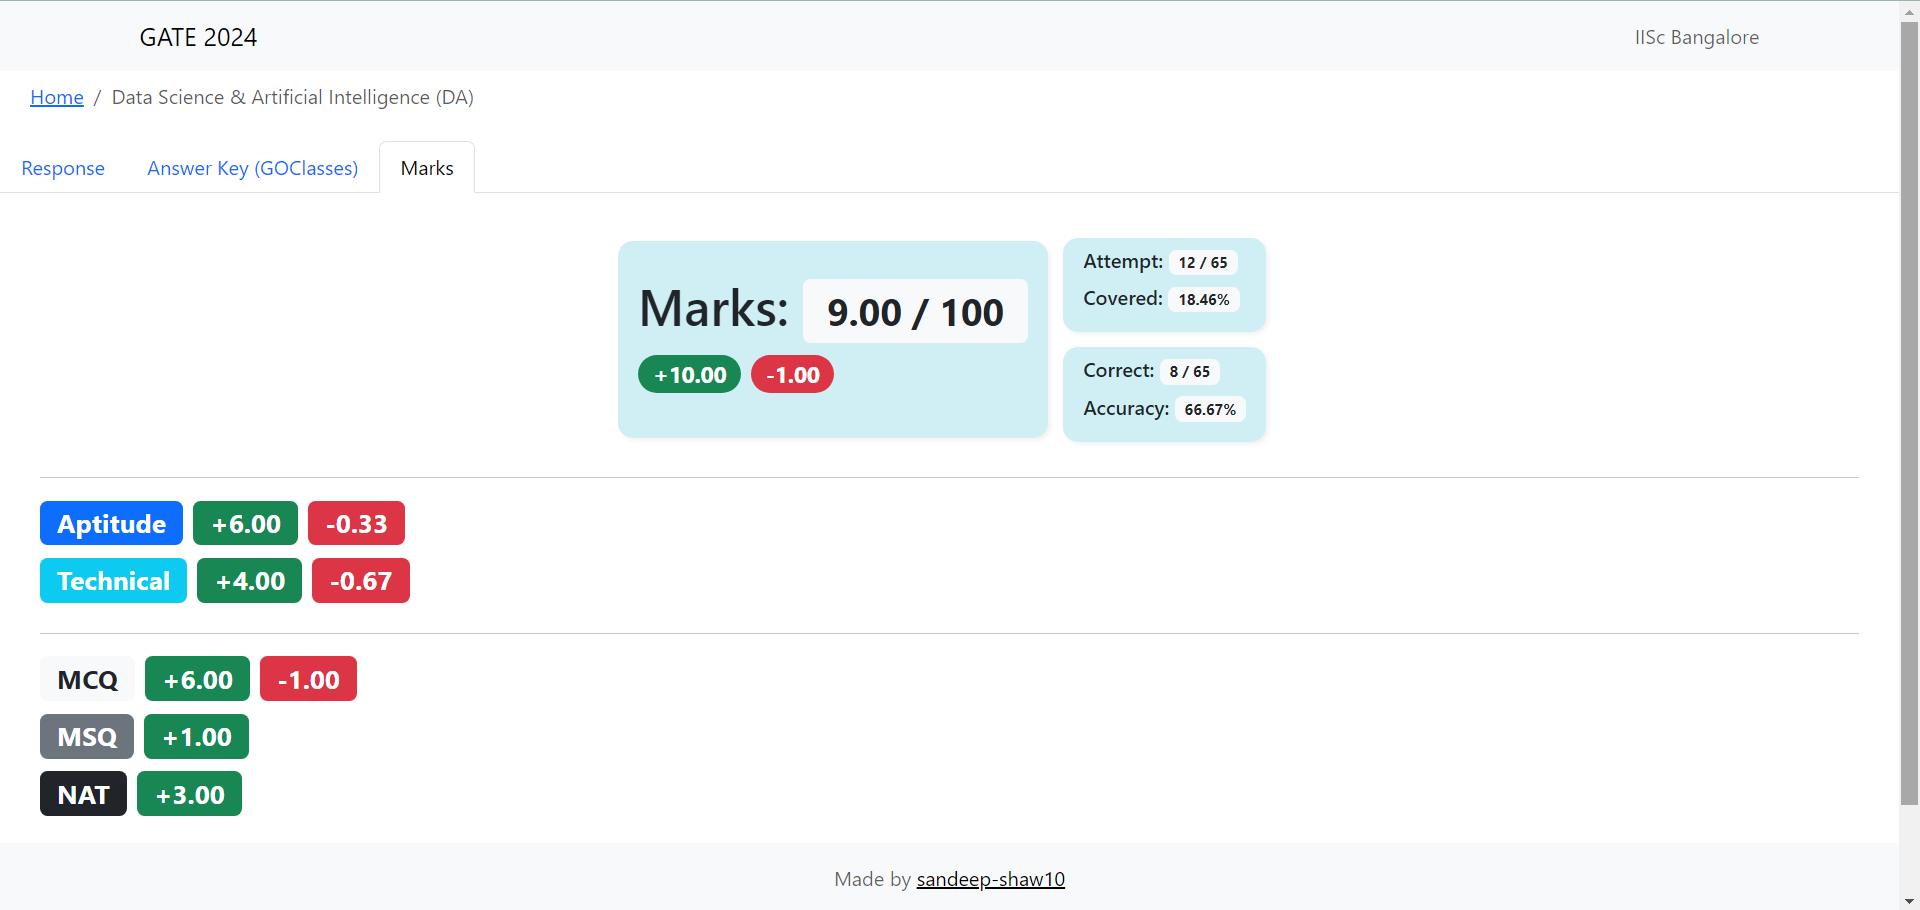 GATE 2024
IISc Bangalore
Home / Data Science & Artificial Intelligence (DA)
Response Answer Key (GOClasses) Marks
Marks: 9.00 / 100
+10.00 -1.00
Attempt: 12 / 65
Covered: 18.46%
Correct: 8 / 65
Accuracy: 66.67%
Aptitude +6.00 -0.33
Technical +4.00 -0.67
MCQ +6.00 -1.00
MSQ +1.00
NAT +3.00
Made by sandeep-shaw10